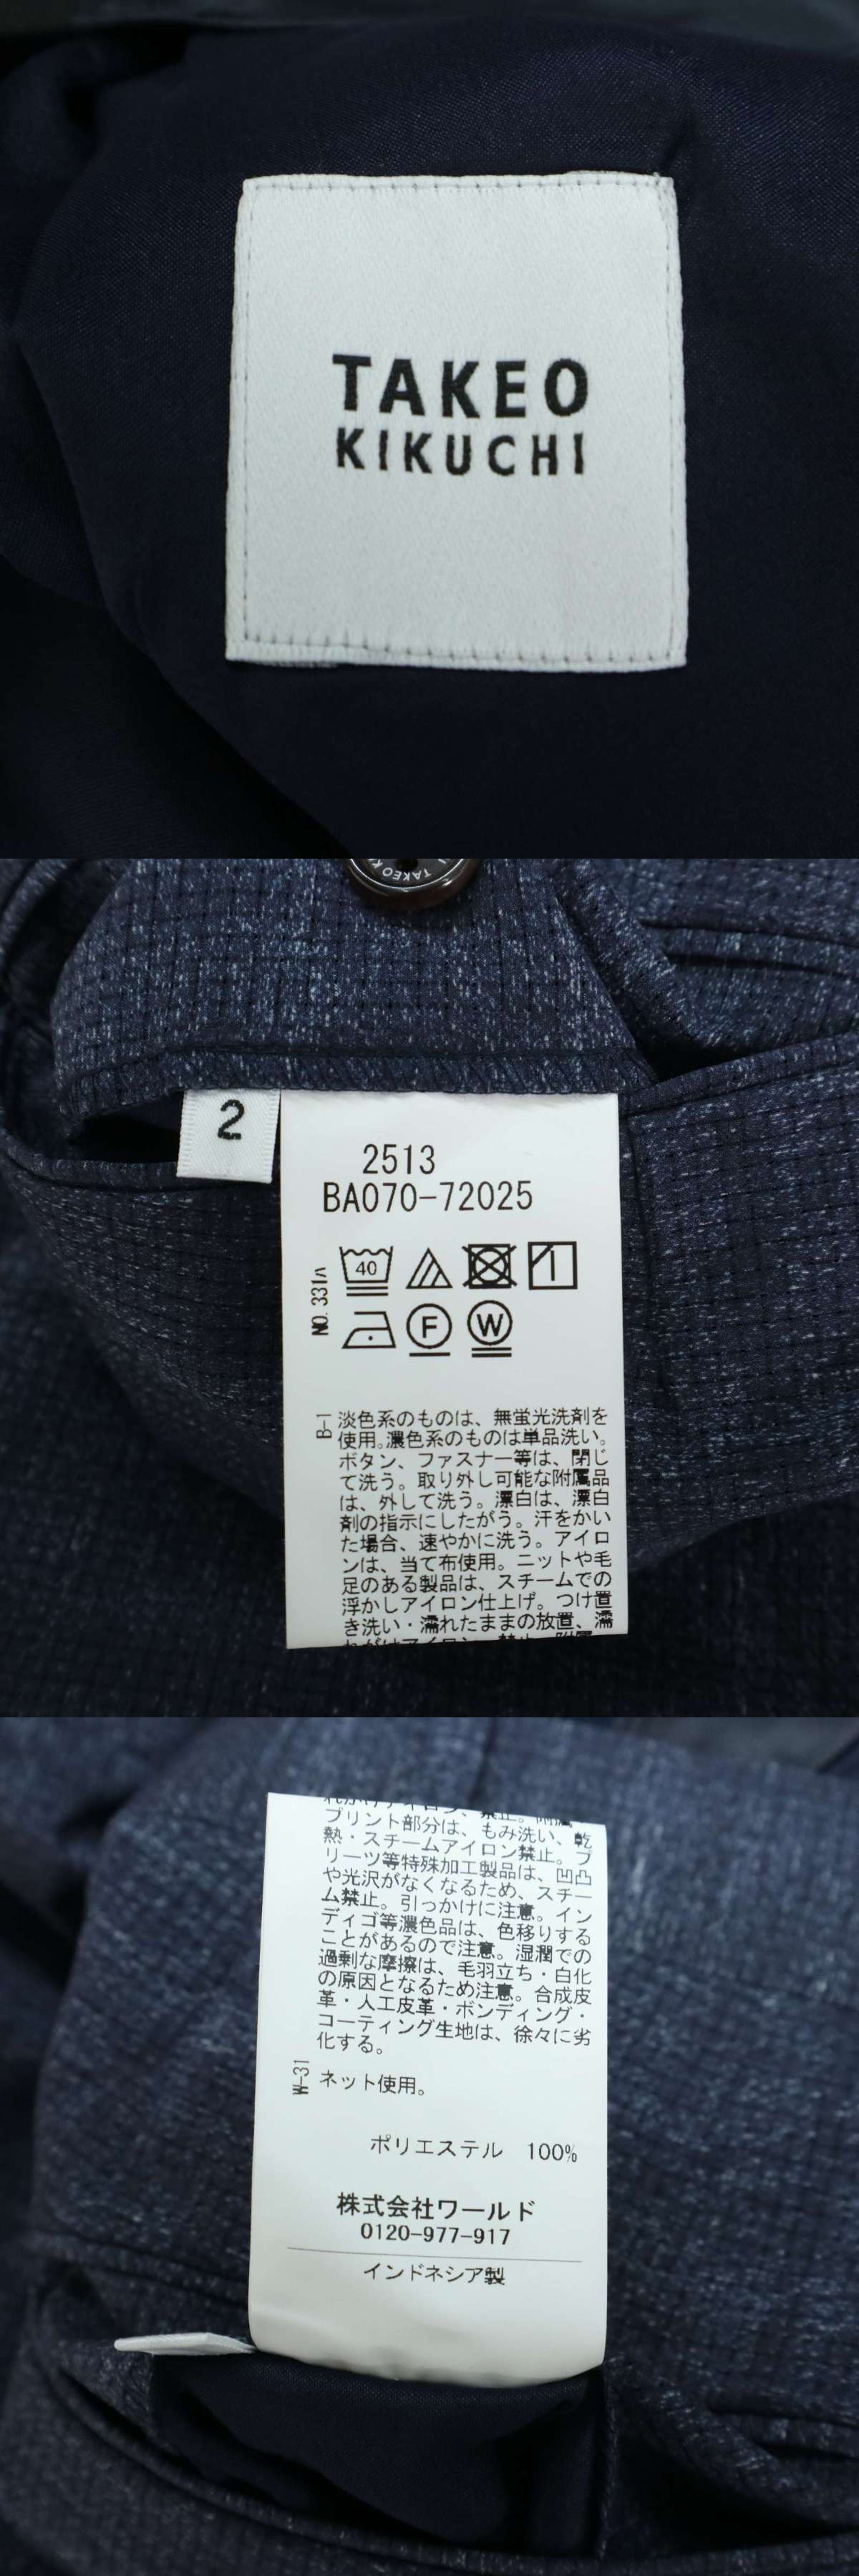 TAKEO
KIKUCHI
TAKEO K
2
2513
BA070-72025
40
NO. 331A
F
W
B-1
淡色系のものは、無蛍光洗剤を
使用。濃色系のものは単品洗い。
ボタン、ファスナー等は、閉じ
て洗う。取り外し可能な附属品
は、外して洗う。漂白は、漂白
剤の指示にしたがう。汗をかい
た場合、速やかに洗う。アイロ
ンは、当て布使用。ニットや毛
足のある製品は、スチームでの
浮かしアイロン仕上げ。つけ置
き洗い・濡れたままの放置、濡
プリント部分は、もみ洗い、乾
熱・スチームアイロン禁止。プ
リーツ等特殊加工製品は、凹凸
や光沢がなくなるため、スチー
ム禁止。引っかけに注意。イン
ディゴ等濃色品は、色移りする
ことがあるので注意。湿潤での
過剰な摩擦は、毛羽立ち・白化
の原因となるため注意。合成皮
革・人工皮革・ボンディング・
コーティング生地は、徐々に劣
化する。
W-31
ネット使用。
ポリエステル 100%
株式会社ワールド
0120-977-917
インドネシア製